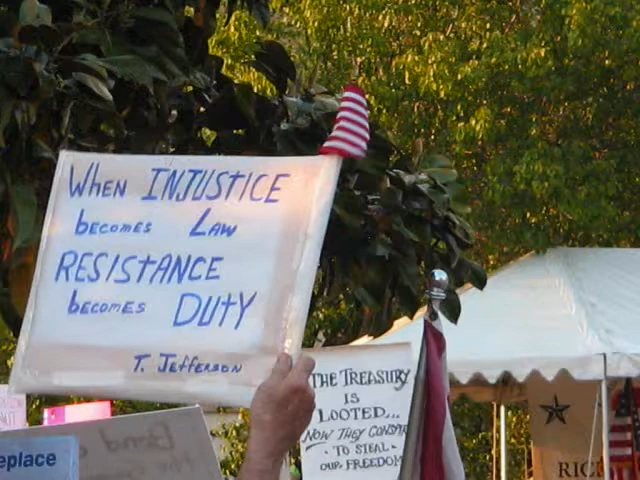 When INJUSTICE
becomes Law
RESISTANCE
becomes DUTY
T. Jefferson
THE TREASURY
IS
LOOTED...
NOW THEY CONSPI
TO STEAL
OUR FREEDOM
eplace
RIC